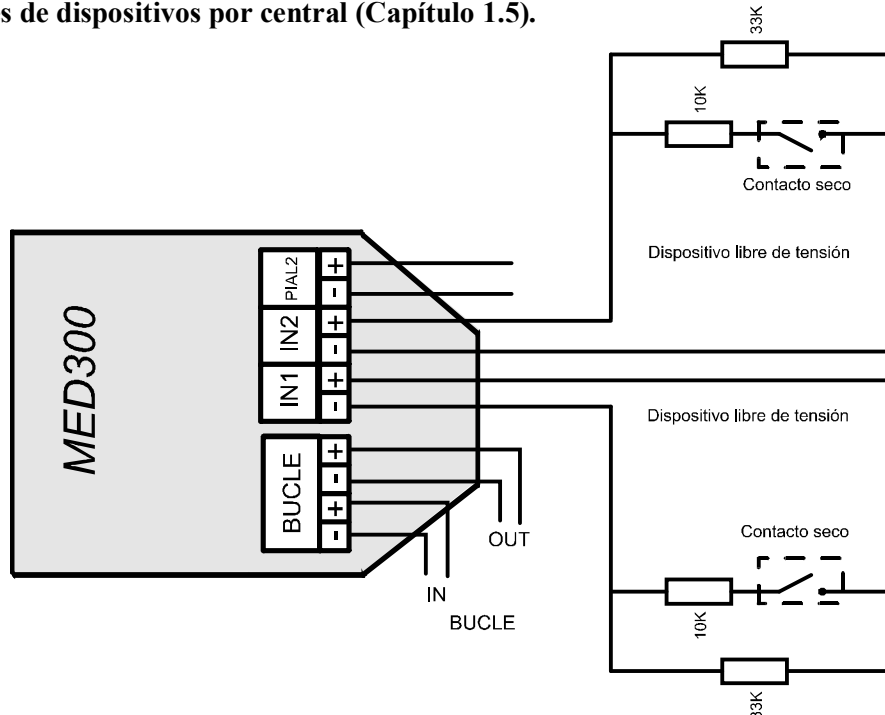 s de dispositivos por central (Capítulo 1.5).
33K
10K
Contacto seco
Dispositivo libre de tensión
MED300
PIAL2
+
-
IN2
+
-
IN1
+
-
Dispositivo libre de tensión
BUCLE
+
-
+
-
OUT
IN
BUCLE
Contacto seco
10K
33K